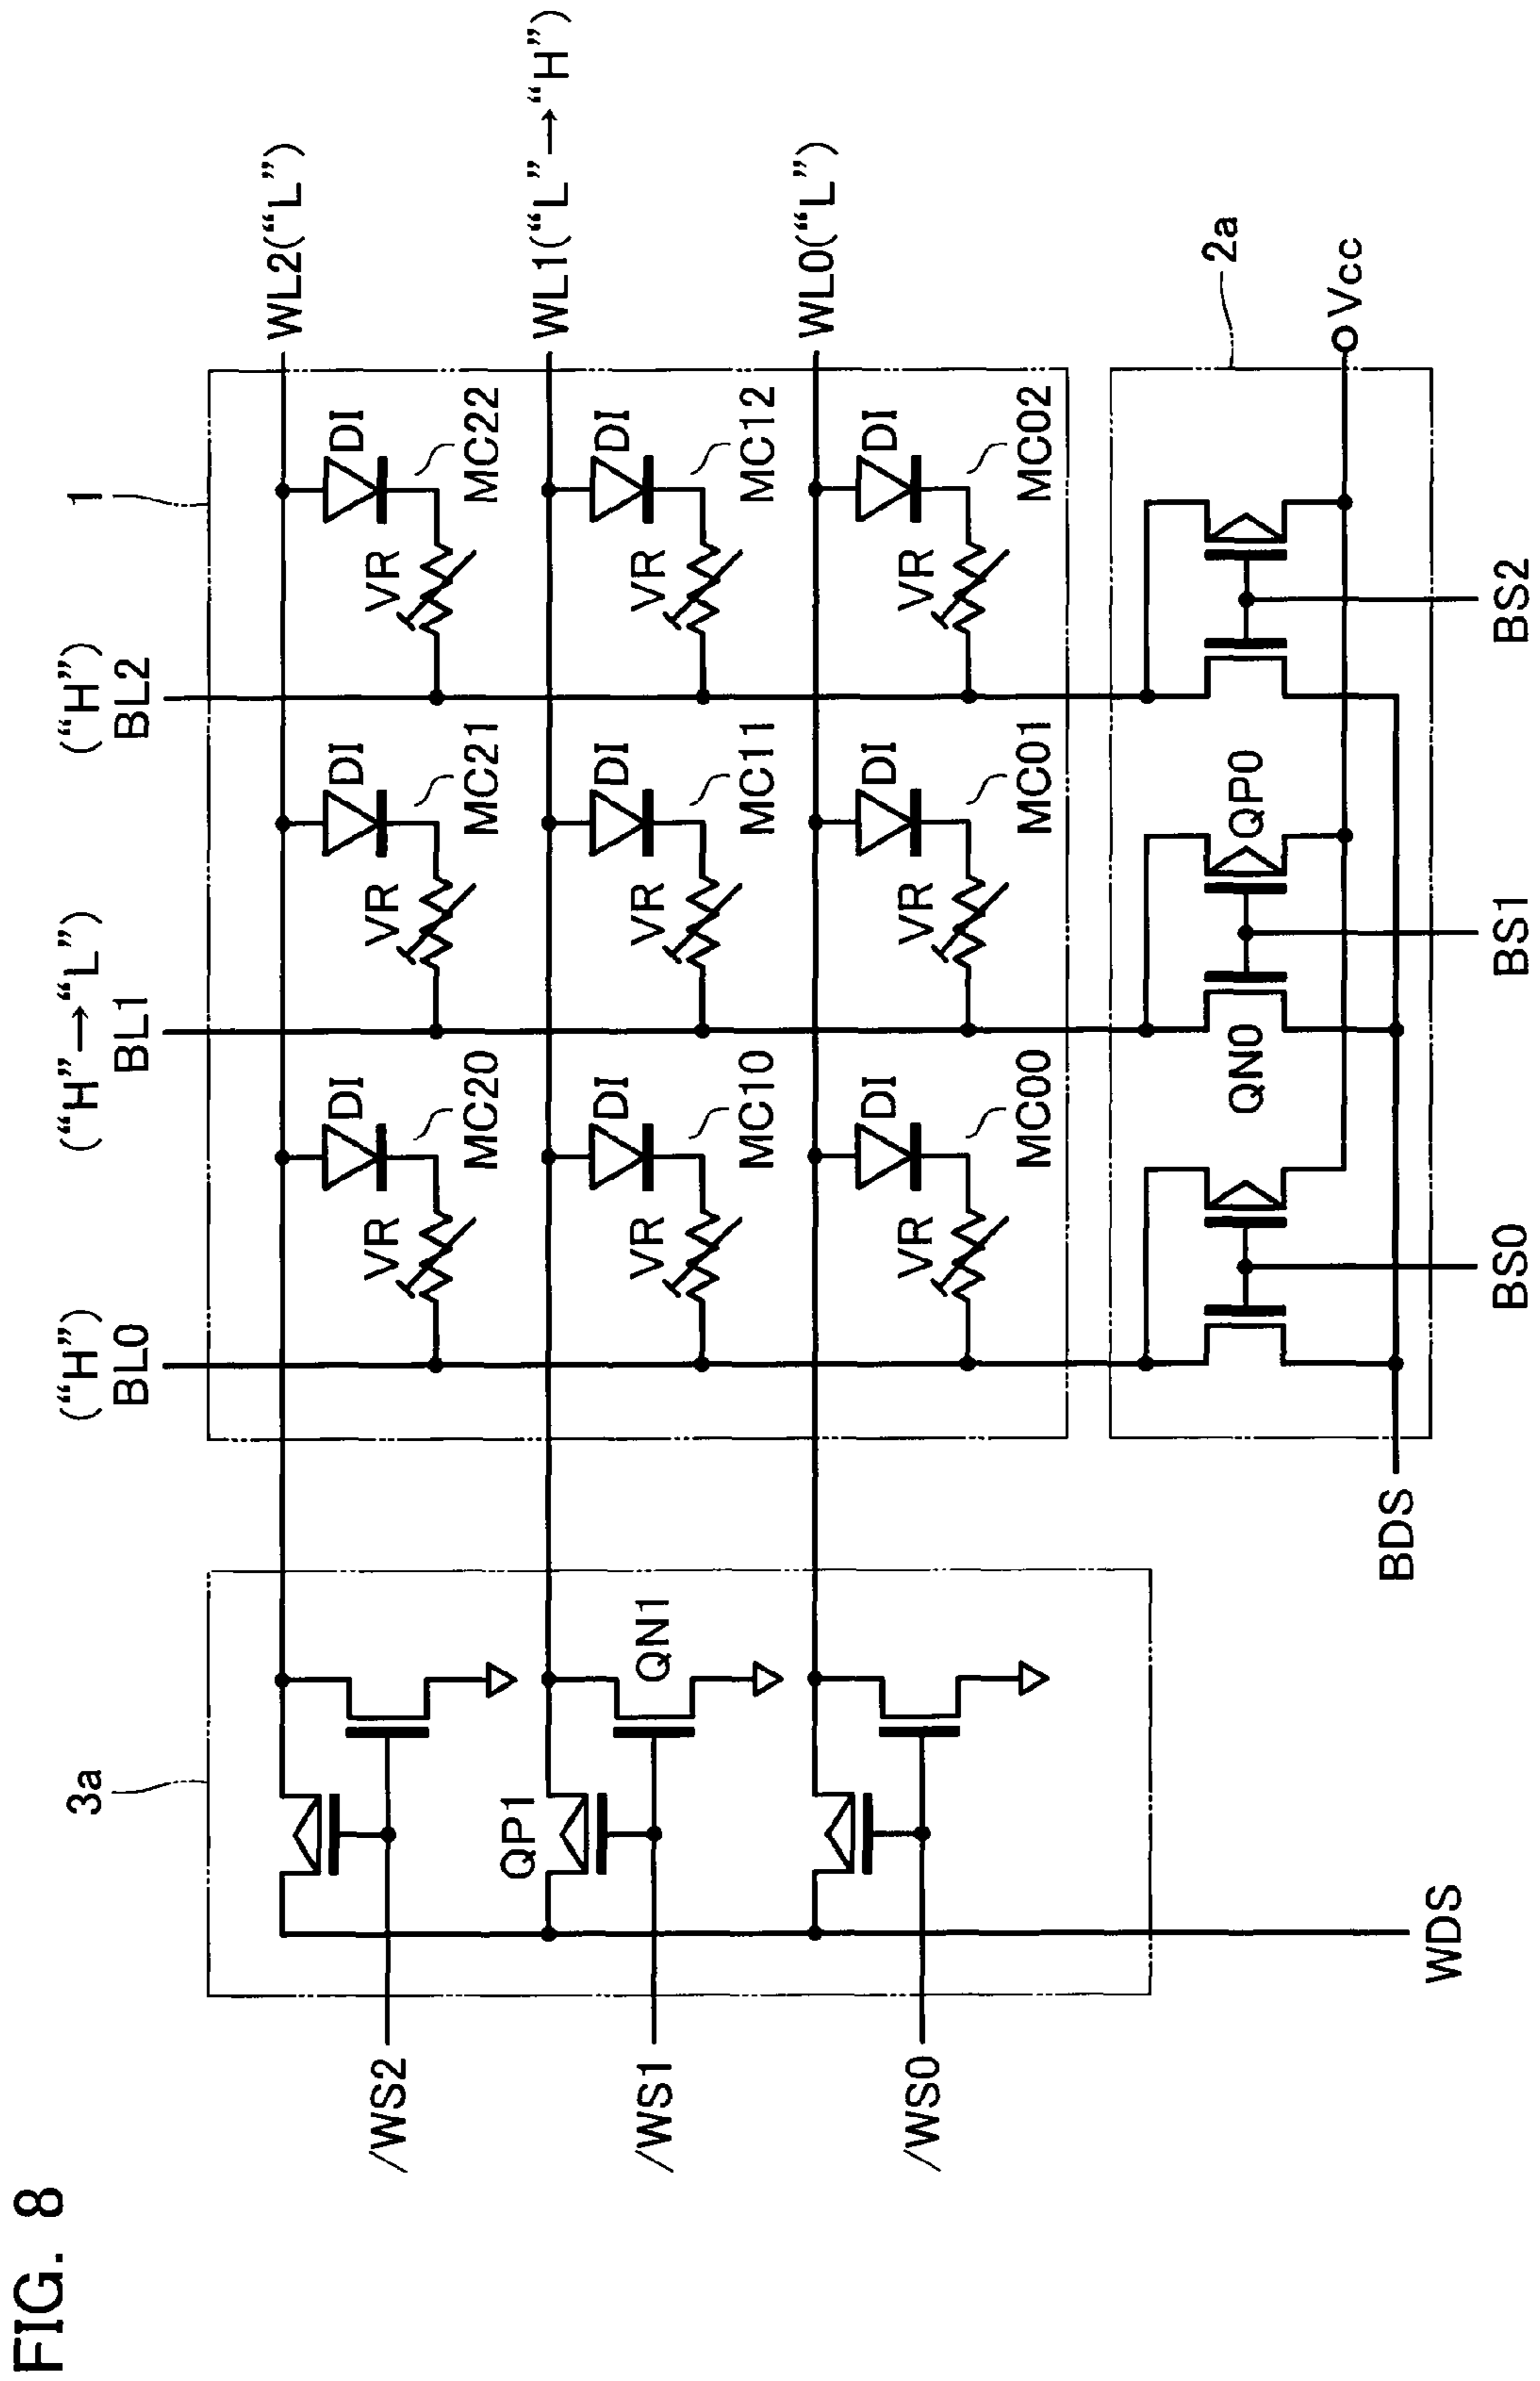 FIG. 8
3a
1
("H")
BL0
("H"→"L")
BL1
("H")
BL2
WL2("L")
WL1("L"→"H")
WL0("L")
DI
VR
MC20
DI
VR
MC21
DI
VR
MC22
DI
VR
MC10
DI
VR
MC11
DI
VR
MC12
DI
VR
MC00
DI
VR
MC01
DI
VR
MC02
/WS2
/WS1
/WS0
QP1
QN1
WDS
BDS
2a
QN0
QP0
Vcc
BS0
BS1
BS2